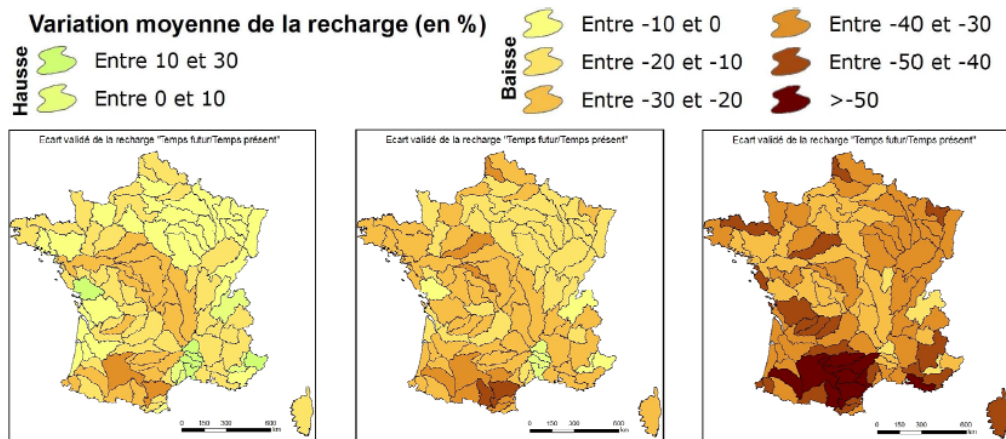 Variation moyenne de la recharge (en %)
Hausse
Entre 10 et 30
Entre 0 et 10
Baisse
Entre -10 et 0
Entre -20 et -10
Entre -30 et -20
Entre -40 et -30
Entre -50 et -40
>-50
Ecart validé de la recharge "Temps futur/Temps présent"
0 150 300 600
km
Ecart validé de la recharge "Temps futur/Temps présent"
0 150 300 600
km
Ecart validé de la recharge "Temps futur/Temps présent"
0 150 300 600
km